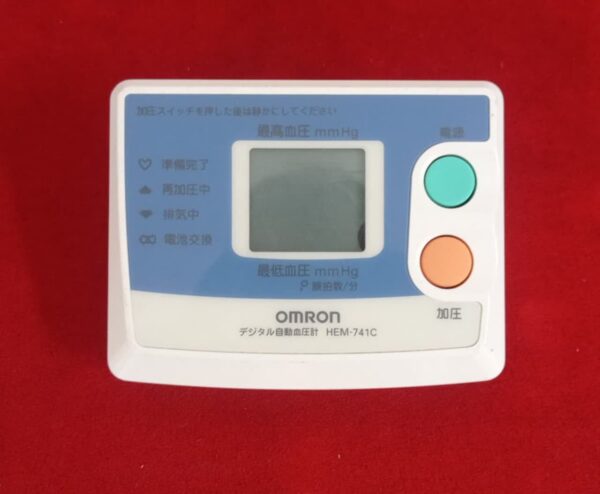 加圧スイッチを押した後は静かにしてください
最高血圧 mmHg
電源
準備完了
再加圧中
排気中
電池交換
最低血圧 mmHg
脈拍数/分
加圧
OMRON
デジタル自動血圧計 HEM-741C